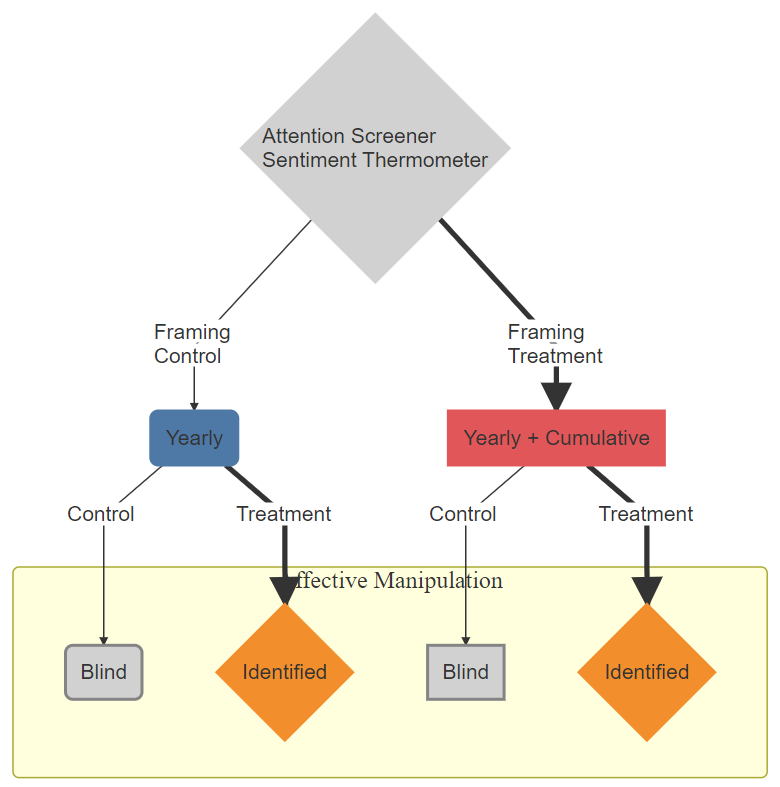 Attention Screener
Sentiment Thermometer
Framing
Control
Framing
Treatment
Yearly
Yearly + Cumulative
Control
Treatment
Control
Treatment
ffective Manipulation
Blind
Identified
Blind
Identified